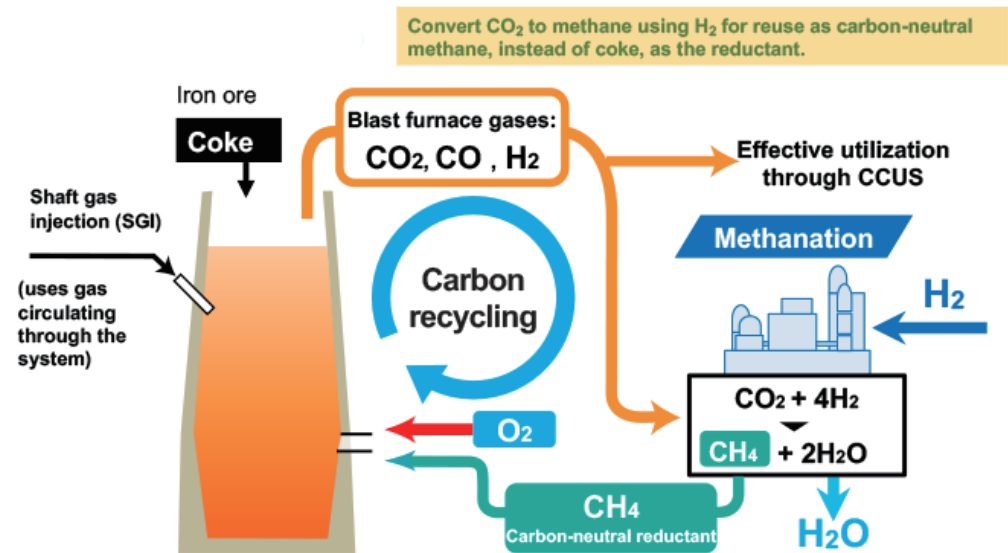 Convert CO₂ to methane using H₂ for reuse as carbon-neutral
methane, instead of coke, as the reductant.
Iron ore
Coke
Blast furnace gases:
CO₂, CO , H₂
Effective utilization
through CCUS
Shaft gas
injection (SGI)
(uses gas
circulating
through the
system)
Carbon
recycling
Methanation
H₂
CO₂ + 4H₂
CH₄ + 2H₂O
O₂
CH₄
Carbon-neutral reductant
H₂O